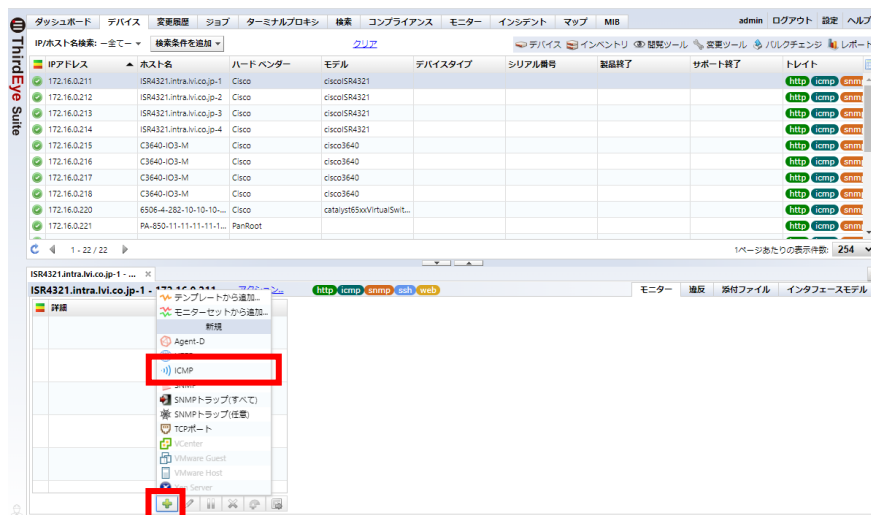 ThirdEye Suite
ダッシュボード デバイス 変更履歴 ジョブ ターミナルプロキシ 検索 コンプライアンス モニター インシデント マップ MIB admin ログアウト 設定 ヘルプ
IP/ホスト名検索: ー全てー 検索条件を追加 クリア デバイス インベントリ 閲覧ツール 変更ツール バルクチェンジ レポート
IPアドレス ホスト名 ハードベンダー モデル デバイスタイプ シリアル番号 製品終了 サポート終了 トレイト
172.16.0.211 ISR4321.intra.lvi.co.jp-1 Cisco ciscoISR4321 http icmp snm
172.16.0.212 ISR4321.intra.lvi.co.jp-2 Cisco ciscoISR4321 http icmp snm
172.16.0.213 ISR4321.intra.lvi.co.jp-3 Cisco ciscoISR4321 http icmp snm
172.16.0.214 ISR4321.intra.lvi.co.jp-4 Cisco ciscoISR4321 http icmp snm
172.16.0.215 C3640-IO3-M Cisco cisco3640 http icmp snm
172.16.0.216 C3640-IO3-M Cisco cisco3640 http icmp snm
172.16.0.217 C3640-IO3-M Cisco cisco3640 http icmp snm
172.16.0.218 C3640-IO3-M Cisco cisco3640 http icmp snm
172.16.0.220 6506-4-282-10-10-10-... Cisco catalyst65xxVirtualSwit... http icmp snm
172.16.0.221 PA-850-11-11-11-11-1... PanRoot http icmp snm
1 - 22 / 22 1ページあたりの表示件数: 254
ISR4321.intra.lvi.co.jp-1 - ...
ISR4321.intra.lvi.co.jp-1 - 172.16.0.211 アクション... http icmp snmp ssh web モニター 違反 添付ファイル インタフェースモデル
詳細
テンプレートから追加...
モニターセットから追加...
新規
Agent-D
ICMP
SNMP
SNMPトラップ(すべて)
SNMPトラップ(任意)
TCPポート
VCenter
VMware Guest
VMware Host
Xen Server